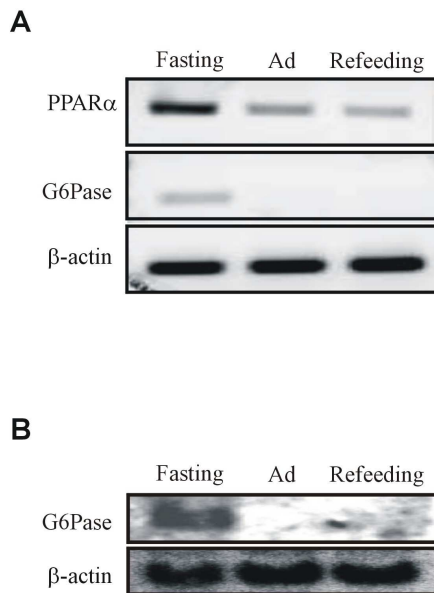 A
Fasting Ad Refeeding
PPARα
G6Pase
β-actin
B
Fasting Ad Refeeding
G6Pase
β-actin